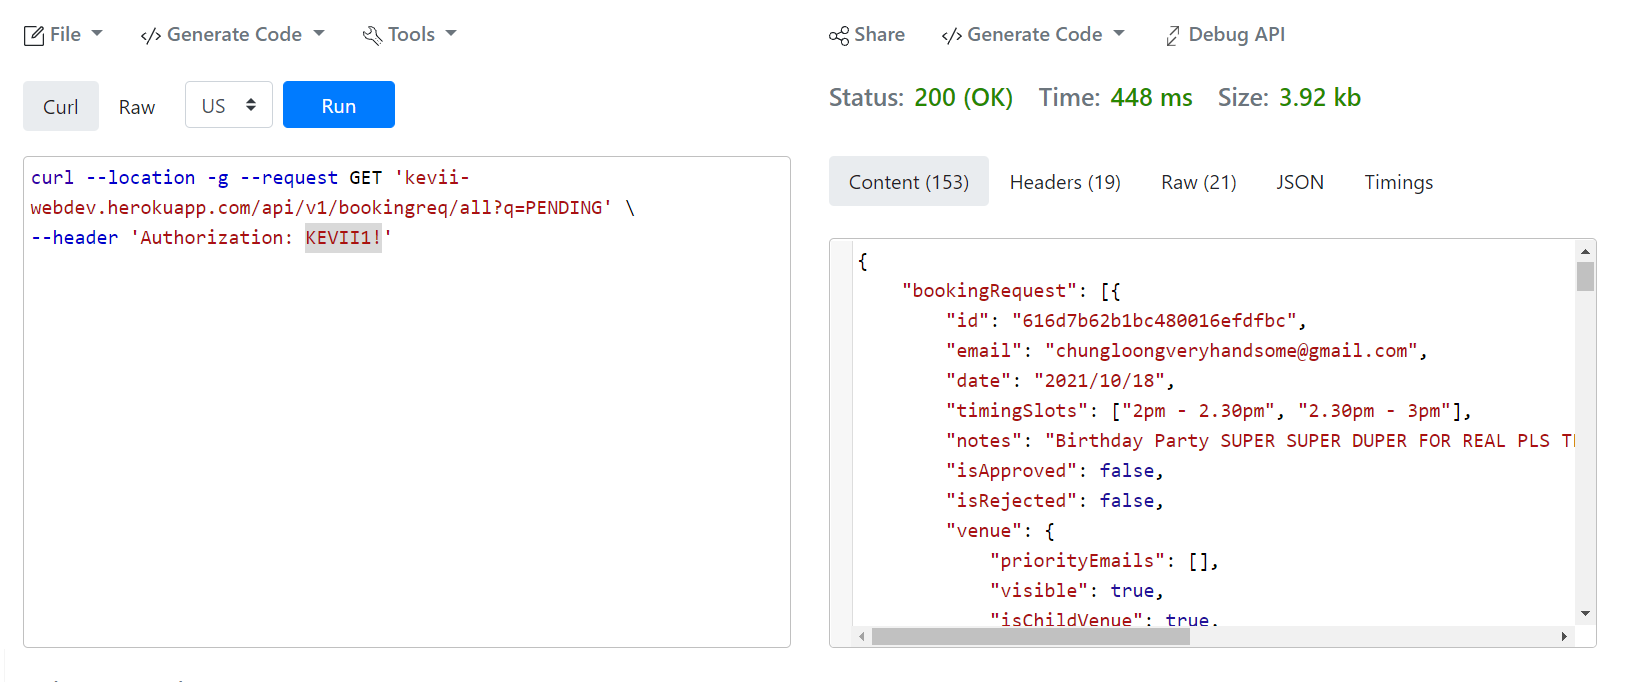 File
</> Generate Code
Tools
Curl
Raw
US
Run
curl --location -g --request GET 'kevii-
webdev.herokuapp.com/api/v1/bookingreq/all?q=PENDING' \
--header 'Authorization: KEVII1!'
Share
</> Generate Code
Debug API
Status: 200 (OK) Time: 448 ms Size: 3.92 kb
Content (153)
Headers (19)
Raw (21)
JSON
Timings
{
"bookingRequest": [{
"id": "616d7b62b1bc480016efdfbc",
"email": "chungloongveryhandsome@gmail.com",
"date": "2021/10/18",
"timingSlots": ["2pm - 2.30pm", "2.30pm - 3pm"],
"notes": "Birthday Party SUPER SUPER DUPER FOR REAL PLS
"isApproved": false,
"isRejected": false,
"venue": {
"priorityEmails": [],
"visible": true,
"isChildVenue": true,